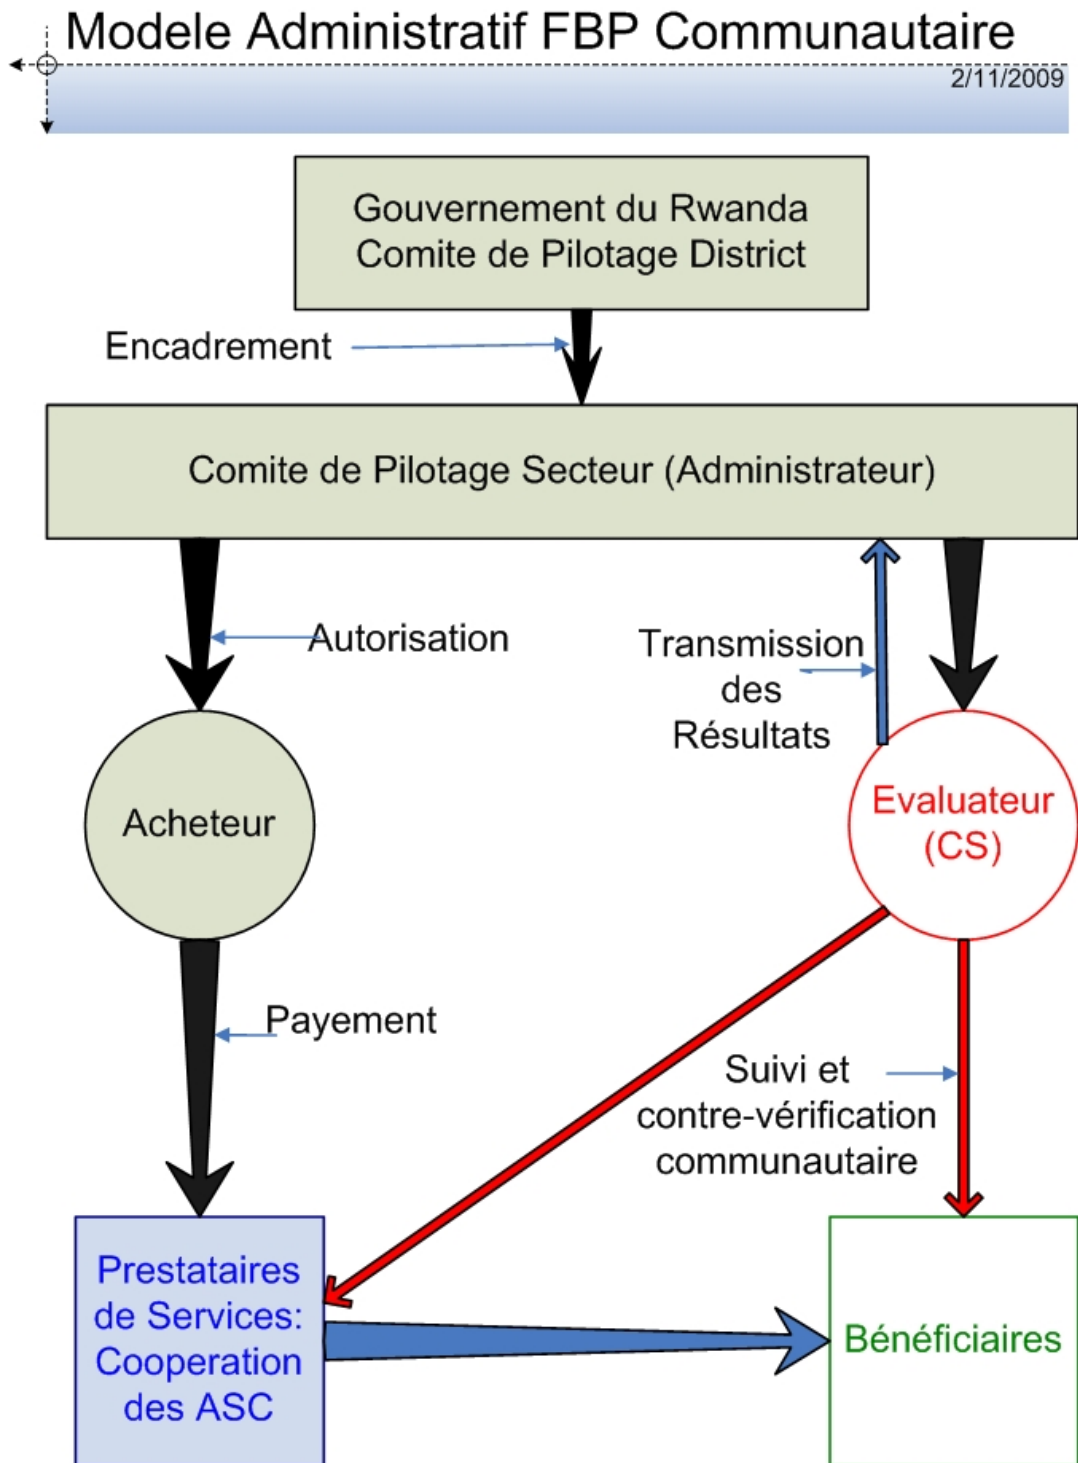 Modele Administratif FBP Communautaire
2/11/2009
Gouvernement du Rwanda
Comite de Pilotage District
Encadrement
Comite de Pilotage Secteur (Administrateur)
Autorisation
Transmission
des
Résultats
Acheteur
Evaluateur
(CS)
Payement
Suivi et
contre-vérification
communautaire
Prestataires
de Services:
Cooperation
des ASC
Bénéficiaires